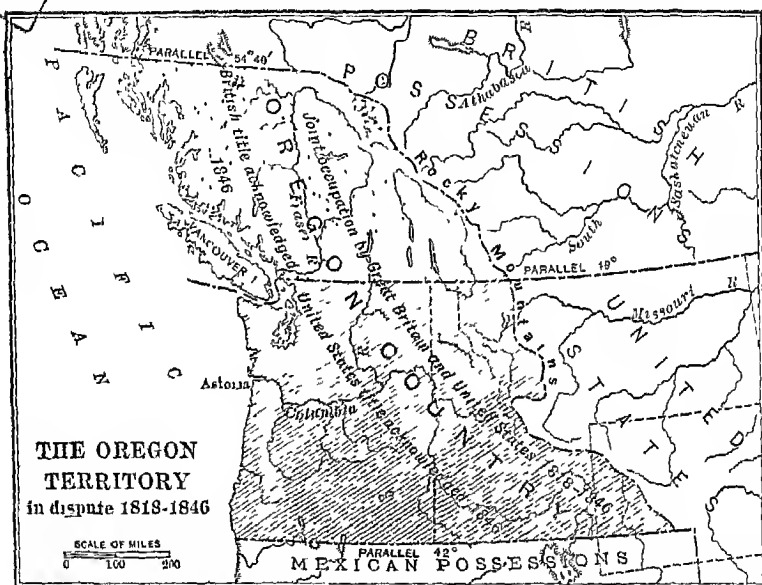 PARALLEL 54°40'
BRITISH
POSSESSIONS
Athabasca
Saskatchewan R
South
PACIFIC
OCEAN
OREGON COUNTRY
British title acknowledged
1846
Joint occupation by Great Britain and United States 1818-1846
Fraser R
VANCOUVER I
Rocky Mountains
PARALLEL 49°
Missouri R
UNITED
STATES
United States title acknowledged 1846
Astoria
Columbia
THE OREGON
TERRITORY
in dispute 1818-1846
SCALE OF MILES
0 100 200
PARALLEL 42°
MEXICAN POSSESSIONS